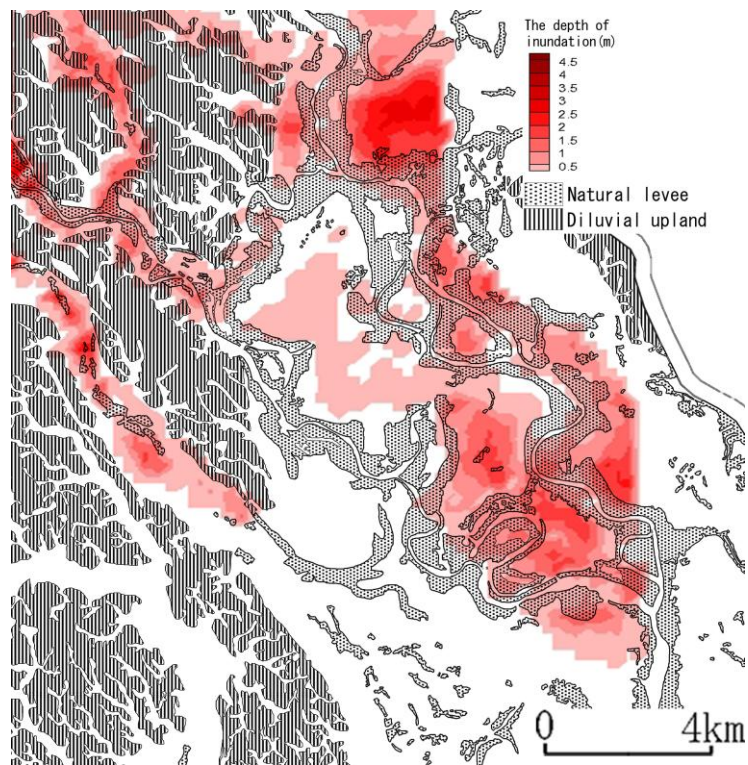 The depth of
inundation(m)
4.5
4
3.5
3
2.5
2
1.5
1
0.5
Natural levee
Diluvial upland
0 4km